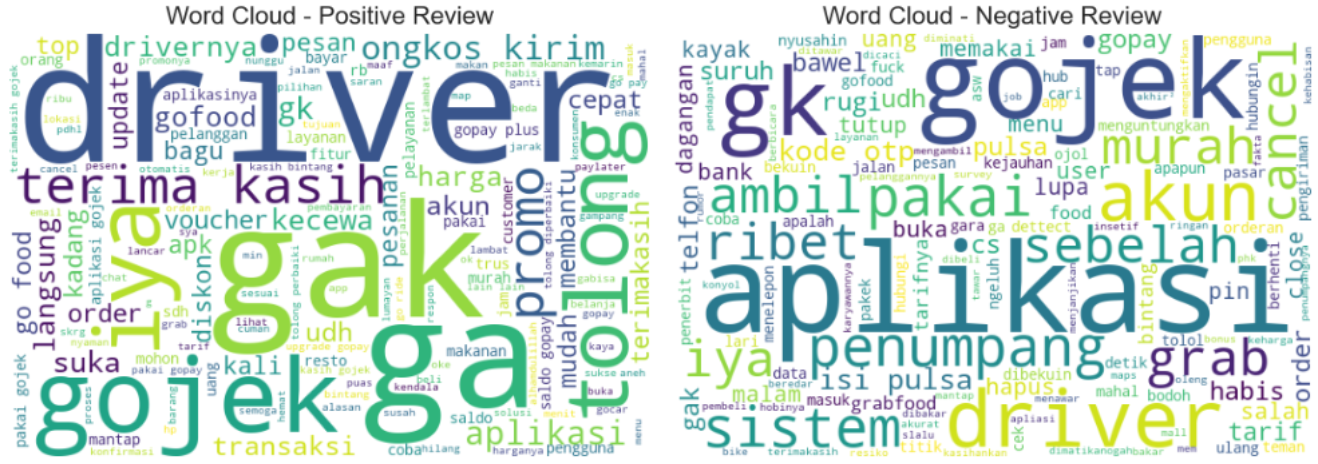 Word Cloud - Positive Review
top
drivernya
pesan
ongkos kirim
orang
promonya
nunggu
bayar
rb
maaf
driver
update
aplikasinya
gofood
gk
pelanggan
bagu
layanan
fitur
tujuan
pilihan
saran
jalan
makan
pesan makanan
kemarin
habis
ganti
map
beda
terlambat
gopay plus
jarak
cepat
enak
konsumen
mahal
ribu
lokasi
pdhl
terimakasih gojek
cancel
pesen
otomatis
kerja
kasih bintang
pelayanan
paylater
terima kasih
harga
promo
tolong
upgrade
gampang
email
orderan
voucher
kecewa
pembayaran
pesanan
perjalanan
akun
pakai
customer
tolong diperbaiki
membantu
terimakasih
go food
langsung
kadang
aplikasi gojek
iya
lancar
sya
apk
diskon
min
sesuai
rumah
app
tolong perbaiki
gak
lumayan
go ride
lambat
ok
trus
murah
lain lain
jam
respon
gabisa
belanja
gopay
order
chat
sdh
grab
skrg
nyaman
tarif
lihat
cuman
udh
upgrade gopay
ga
mudah
saldo gopay
kaya
sukse
aneh
suka
mohon
pakai gopay
uang
kali
resto
kasih gojek
kendala
oke
beli
makanan
buka
gocar
gojek
proses
barang
hp
puas
bintang
semoga
hemat
alasan
susah
saldo
solusi
menit
alhamdulillah
mantap
konfirmasi
transaksi
coba
hilang
aplikasi
harganya
pengguna
menu
pakai gojek
Word Cloud - Negative Review
kayak
nyusahin
ditawar
uang
diminati
memakai
jam
gopay
pengguna
suruh
dicaci
fuck
bawel
gofood
gk
gojek
hub
cari
tap
app
job
akhir
mengaktifkan
hubungin
cancel
kehabisan
dagangan
pendapat
rugi
udh
tutup
asw
menu
menguntungkan
murah
fakta
berbicara
layanan
kode otp
mengambil
pulsa
bank
bekuin
jalan
pesan
kejauhan
ojol
user
apapun
pasar
pengiriman
pelanggannya
survey
ambil
pakai
lupa
akun
food
coba
apalah
buka
gara
ga
dettect
insetif
ringan
orderan
penerbit
telfon
ribet
cs
sebelah
phk
dibeli
tawar
aplikasi
konyol
menelepon
karyawannya
pakek
hubungi
tarifnya
ngeluh
menjanjikan
bintang
pin
berhenti
close
penumpangnya
iya
lari
penumpang
tolol
bonus
keharga
grab
order
data
beredar
isi pulsa
dibekuin
detik
maps
oleng
gak
malam
masuk
grabfood
hapus
mahal
bodoh
habis
pembeli
hobinya
dibakar
mantap
menawar
apliasi
salah
sistem
akurat
slalu
driver
cek
mall
tarif
bike
terimakasih
resiko
titik
kasihankan
dimatikanogah
bakar
mem
ulang
teman